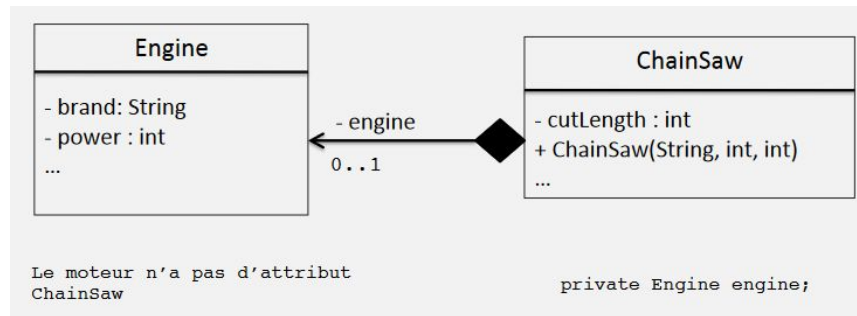 Engine
- brand: String
- power : int
...
- engine
0..1
ChainSaw
- cutLength : int
+ ChainSaw(String, int, int)
...
Le moteur n'a pas d'attribut
ChainSaw
private Engine engine;